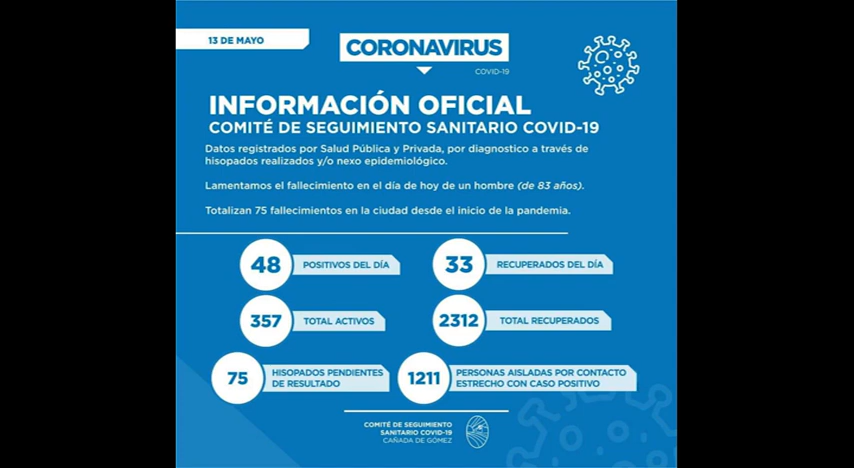 13 DE MAYO
CORONAVIRUS
COVID-19
INFORMACIÓN OFICIAL
COMITÉ DE SEGUIMIENTO SANITARIO COVID-19
Datos registrados por Salud Pública y Privada, por diagnostico a través de
hisopados realizados y/o nexo epidemiológico.
Lamentamos el fallecimiento en el día de hoy de un hombre (de 83 años).
Totalizan 75 fallecimientos en la ciudad desde el inicio de la pandemia.
48 POSITIVOS DEL DÍA
33 RECUPERADOS DEL DÍA
357 TOTAL ACTIVOS
2312 TOTAL RECUPERADOS
75 HISOPADOS PENDIENTES
DE RESULTADO
1211 PERSONAS AISLADAS POR CONTACTO
ESTRECHO CON CASO POSITIVO
COMITÉ DE SEGUIMIENTO
SANITARIO COVID-19
CAÑADA DE GÓMEZ